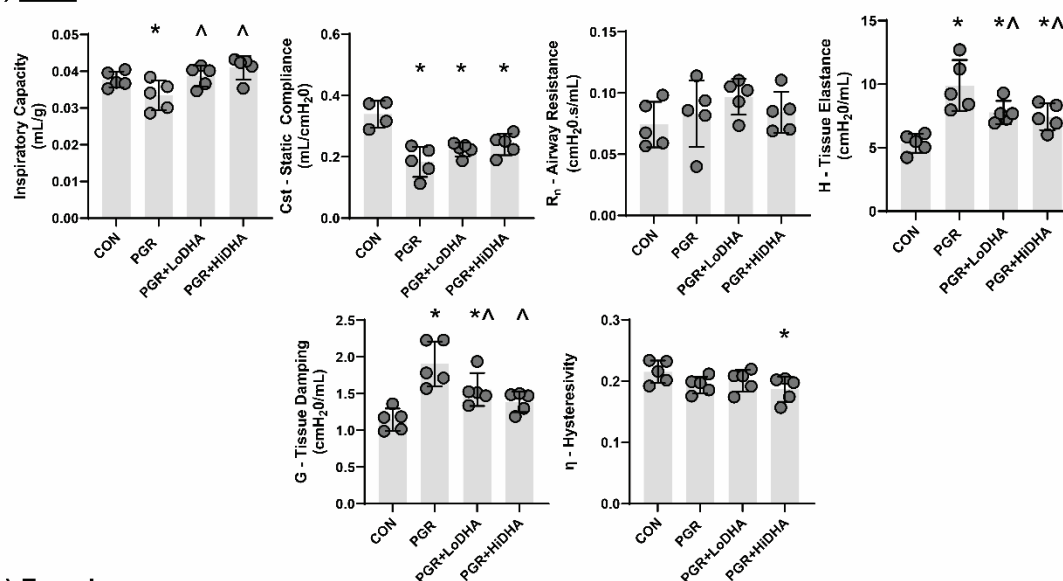 Inspiratory Capacity
(mL/g)
0.05
0.04
0.03
0.02
0.01
0.00
* ^ ^
CON
PGR
PGR+LoDHA
PGR+HiDHA
Cst - Static Compliance
(mL/cmH₂0)
0.6
0.4
0.2
0.0
* * *
CON
PGR
PGR+LoDHA
PGR+HiDHA
Rₙ - Airway Resistance
(cmH₂0.s/mL)
0.15
0.10
0.05
0.00
CON
PGR
PGR+LoDHA
PGR+HiDHA
H - Tissue Elastance
(cmH₂0/mL)
15
10
5
0
* *^ *^
CON
PGR
PGR+LoDHA
PGR+HiDHA
G - Tissue Damping
(cmH₂0/mL)
2.5
2.0
1.5
1.0
0.5
0.0
* *^ ^
CON
PGR
PGR+LoDHA
PGR+HiDHA
η - Hysteresivity
0.3
0.2
0.1
0.0
*
CON
PGR
PGR+LoDHA
PGR+HiDHA